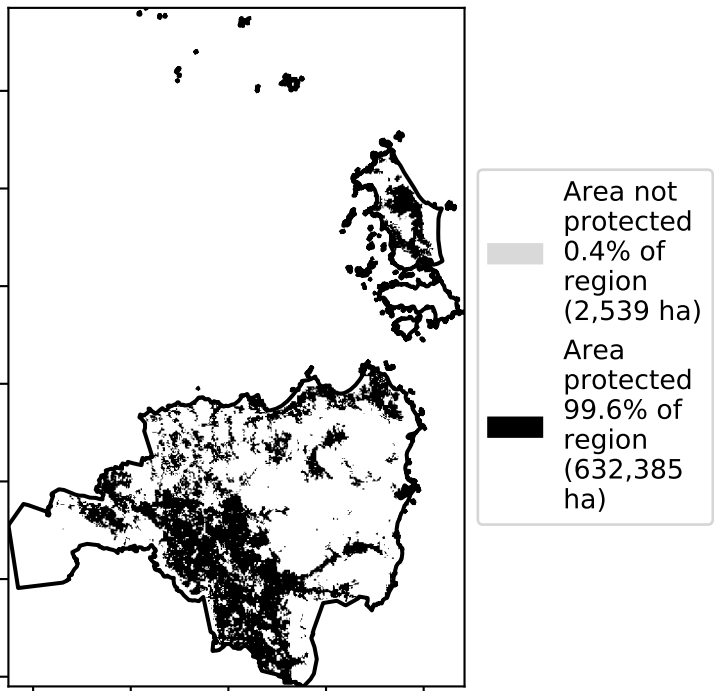 Area not
protected
0.4% of
region
(2,539 ha)
Area
protected
99.6% of
region
(632,385
ha)